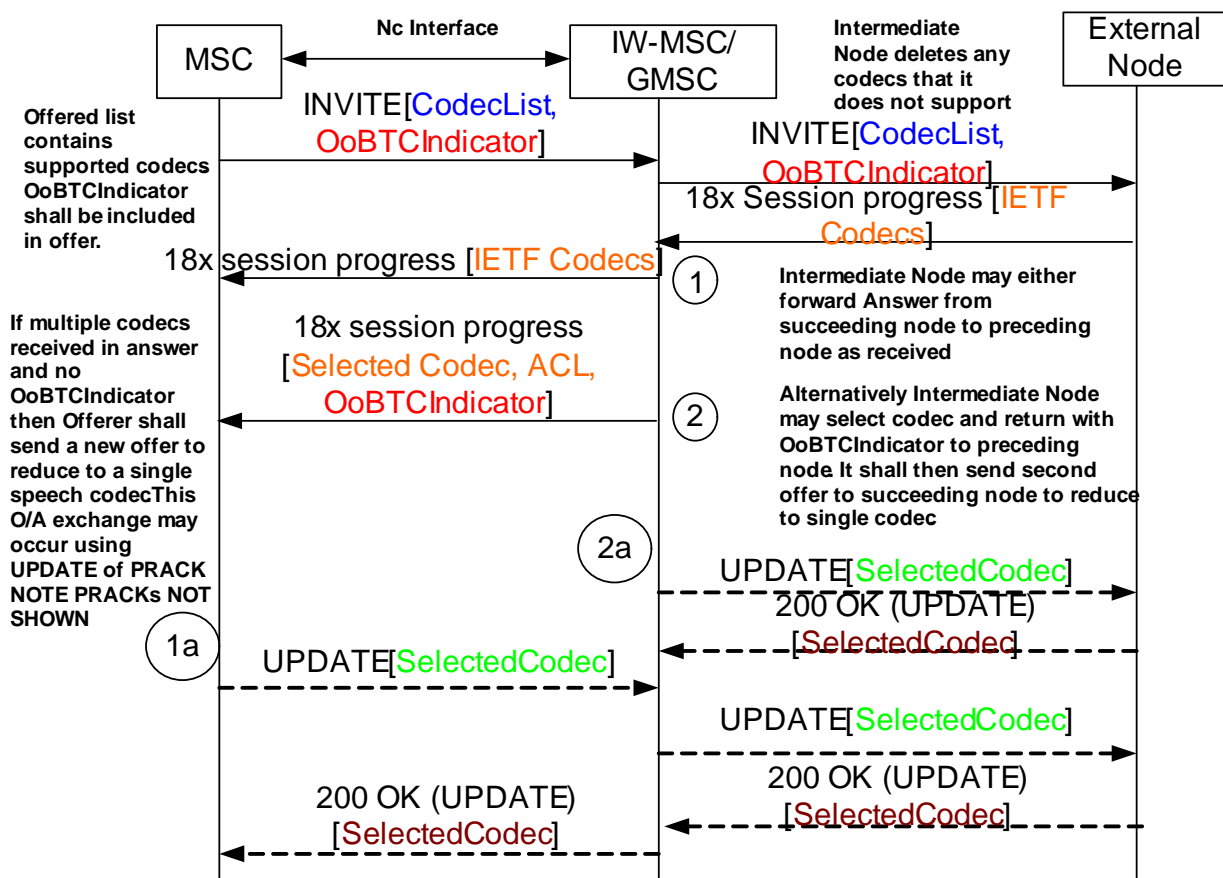 MSC
Nc Interface
IW-MSC/
GMSC
Intermediate
Node deletes any
codecs that it
does not support
External
Node
Offered list
contains
supported codecs
OoBTCIndicator
shall be included
in offer.
INVITE[CodecList,
OoBTCIndicator]
INVITE[CodecList,
OoBTCIndicator]
18x Session progress [IETF
Codecs]
18x session progress [IETF Codecs]
1
Intermediate Node may either
forward Answer from
succeeding node to preceding
node as received
If multiple codecs
received in answer
and no
OoBTCIndicator
then Offerer shall
send a new offer to
reduce to a single
speech codecThis
O/A exchange may
occur using
UPDATE of PRACK
NOTE PRACKs NOT
SHOWN
18x session progress
[Selected Codec, ACL,
OoBTCIndicator]
2
Alternatively Intermediate Node
may select codec and return with
OoBTCIndicator to preceding
node. It shall then send second
offer to succeeding node to reduce
to single codec
2a
UPDATE[SelectedCodec]
200 OK (UPDATE)
[SelectedCodec]
1a
UPDATE[SelectedCodec]
UPDATE[SelectedCodec]
200 OK (UPDATE)
[SelectedCodec]
200 OK (UPDATE)
[SelectedCodec]